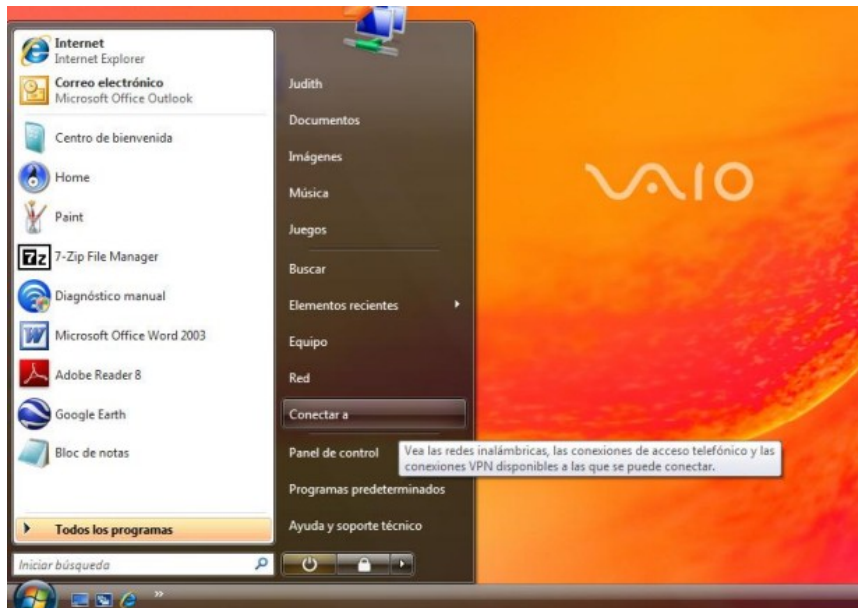 Internet
Internet Explorer
Correo electrónico
Microsoft Office Outlook
Centro de bienvenida
Home
Paint
7z
7-Zip File Manager
Diagnóstico manual
Microsoft Office Word 2003
Adobe Reader 8
Google Earth
Bloc de notas
Todos los programas
Iniciar búsqueda
Judith
Documentos
Imágenes
Música
Juegos
Buscar
Elementos recientes
Equipo
Red
Conectar a
Panel de control
Programas predeterminados
Ayuda y soporte técnico
Vea las redes inalámbricas, las conexiones de acceso telefónico y las
conexiones VPN disponibles a las que se puede conectar.
VAIO